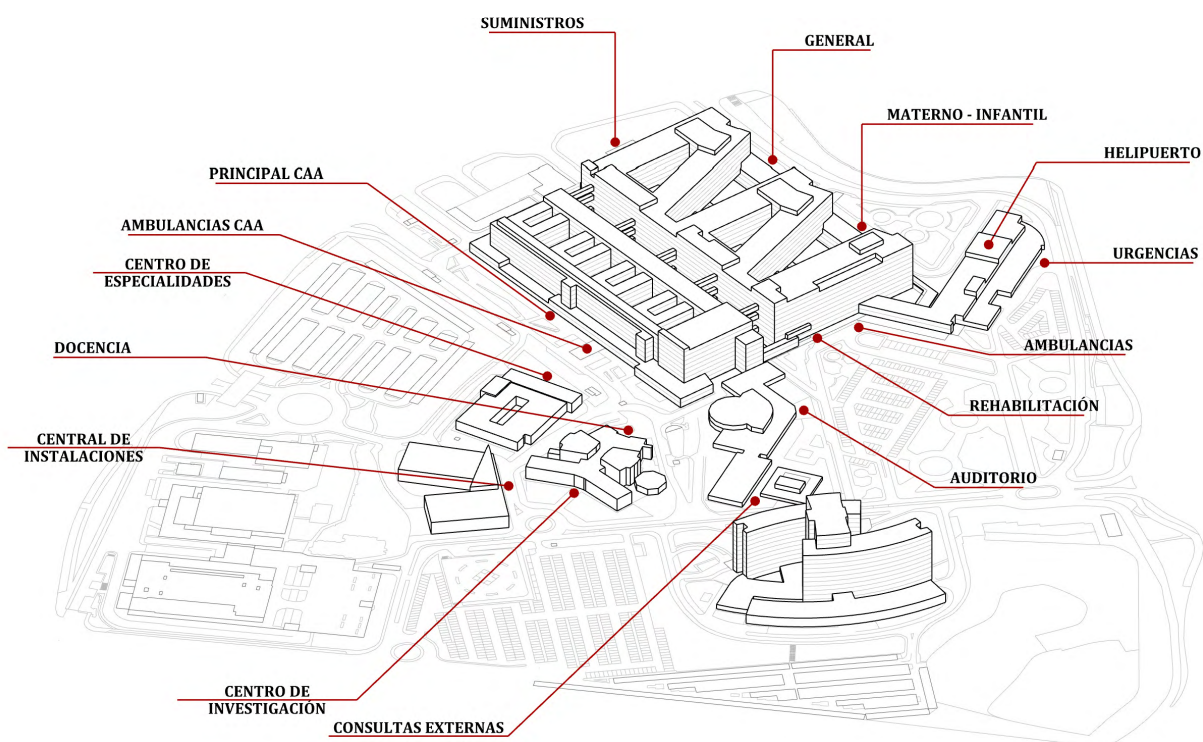 SUMINISTROS
GENERAL
MATERNO - INFANTIL
HELIPUERTO
PRINCIPAL CAA
AMBULANCIAS CAA
URGENCIAS
CENTRO DE
ESPECIALIDADES
DOCENCIA
AMBULANCIAS
REHABILITACIÓN
CENTRAL DE
INSTALACIONES
AUDITORIO
CENTRO DE
INVESTIGACIÓN
CONSULTAS EXTERNAS